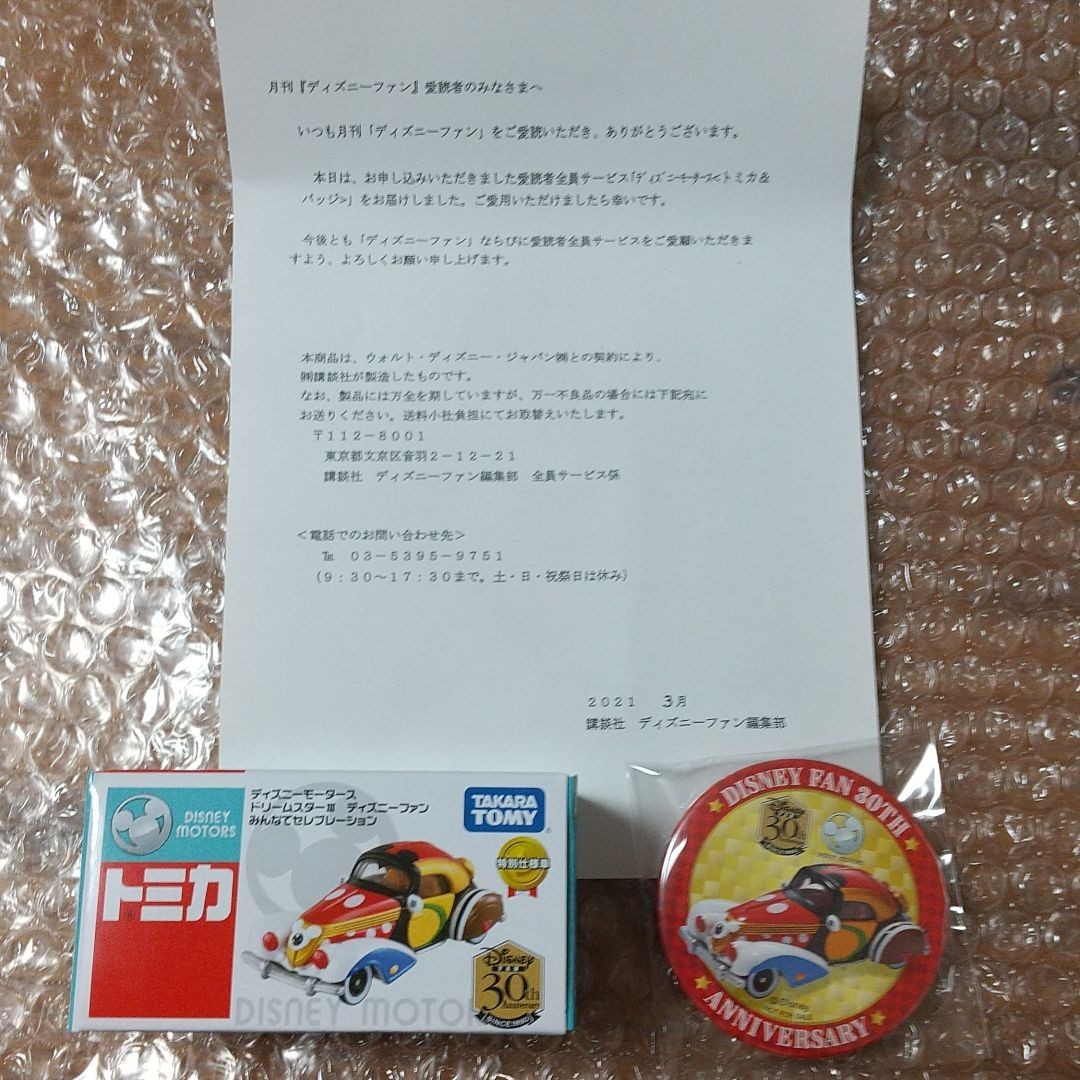 月刊『ディズニーファン』愛読者のみなさまへ
いつも月刊「ディズニーファン」をご愛読いただき、ありがとうございます。
本日は、お申し込みいただきました愛読者全員サービス「ディズニーモータース<トミカ&
バッジ>」をお届けしました。ご愛用いただけましたら幸いです。
今後とも「ディズニーファン」ならびに愛読者全員サービスをご愛顧いただきま
すよう、よろしくお願い申し上げます。
本商品は、ウォルト・ディズニー・ジャパン㈱との契約により、
㈱講談社が製造したものです。
なお、製品には万全を期していますが、万一不良品の場合には下記宛に
お送りください。送料小社負担にてお取替えいたします。
〒112-8001
東京都文京区音羽2-12-21
講談社 ディズニーファン編集部 全員サービス係
<電話でのお問い合わせ先>
℡ 03-5395-9751
(9:30~17:30まで。土・日・祝祭日は休み)
2021 3月
講談社 ディズニーファン編集部
DISNEY MOTORS
トミカ
ディズニーモータース
ドリームスターⅢ ディズニーファン
みんなでセレブレーション
TAKARA TOMY
特別仕様車
Disney FAN
30th
Anniversary
SINCE 1990
DISNEY MOTORS
DISNEY FAN 30TH
Disney
30th
© Disney
NOT FOR SALE
ANNIVERSARY